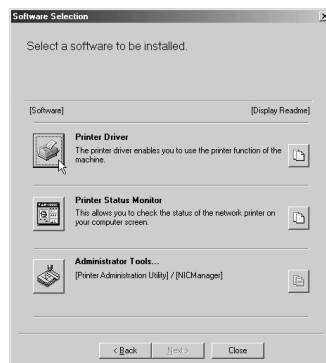 Software Selection
Select a software to be installed.
[Software] [Display Readme]
Printer Driver
The printer driver enables you to use the printer function of the
machine.
Printer Status Monitor
This allows you to check the status of the network printer on
your computer screen.
Administrator Tools...
[Printer Administration Utility] / [NICManager]
< Back Next > Close